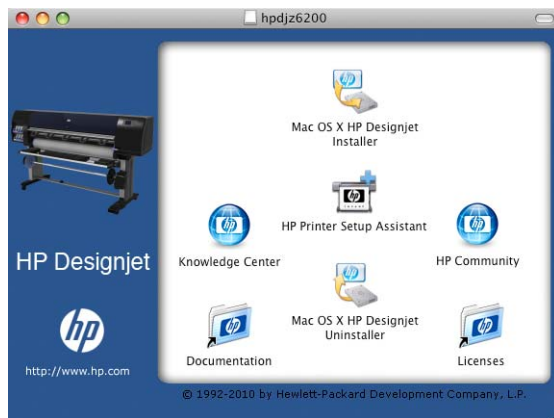 hpdjz6200
Mac OS X HP Designjet
Installer
HP Printer Setup Assistant
Knowledge Center
HP Community
HP Designjet
Mac OS X HP Designjet
Uninstaller
hp
Documentation
Licenses
http://www.hp.com
© 1992-2010 by Hewlett-Packard Development Company, L.P.